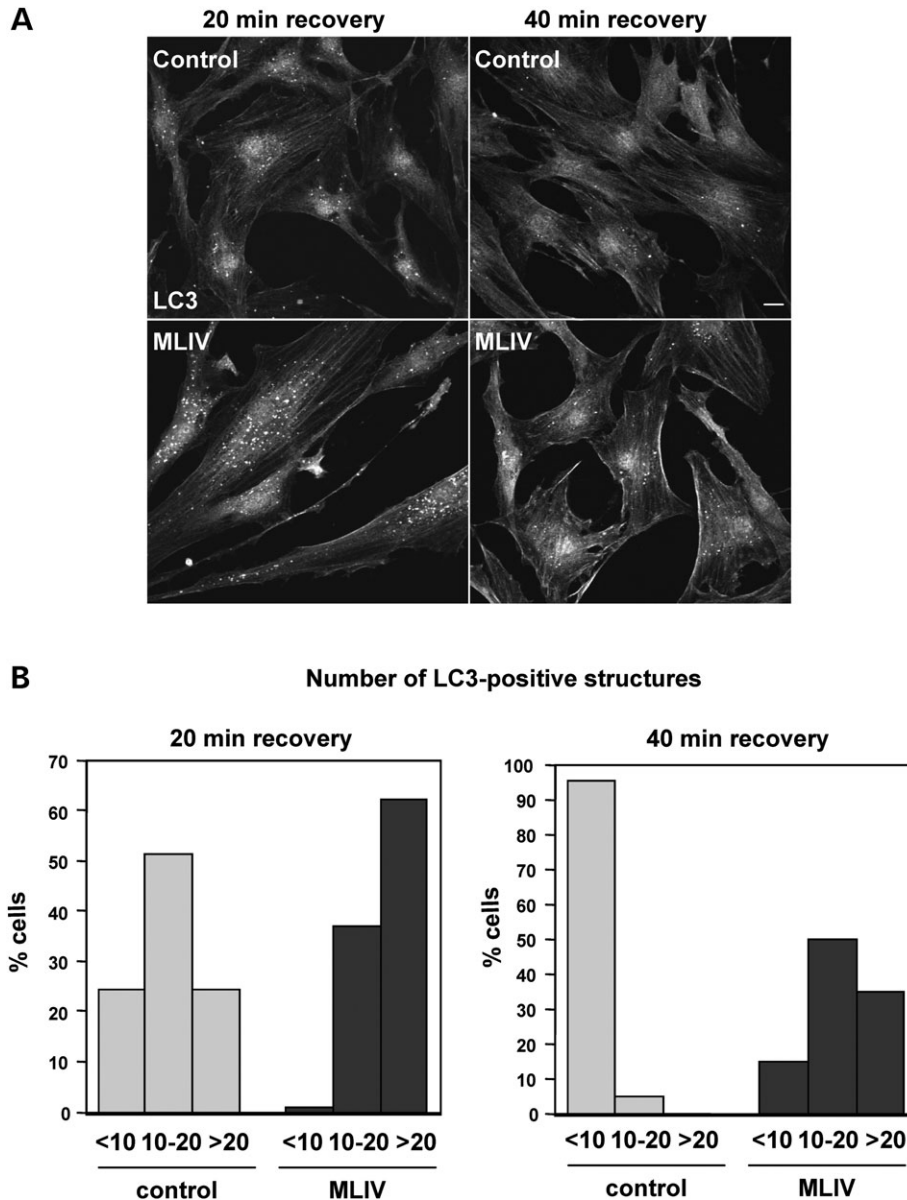 A
20 min recovery
40 min recovery
Control
Control
LC3
MLIV
MLIV
B
Number of LC3-positive structures
20 min recovery
70
60
50
40
30
20
10
0
% cells
<10 10-20 >20
<10 10-20 >20
control
MLIV
40 min recovery
100
90
80
70
60
50
40
30
20
10
0
% cells
<10 10-20 >20
<10 10-20 >20
control
MLIV